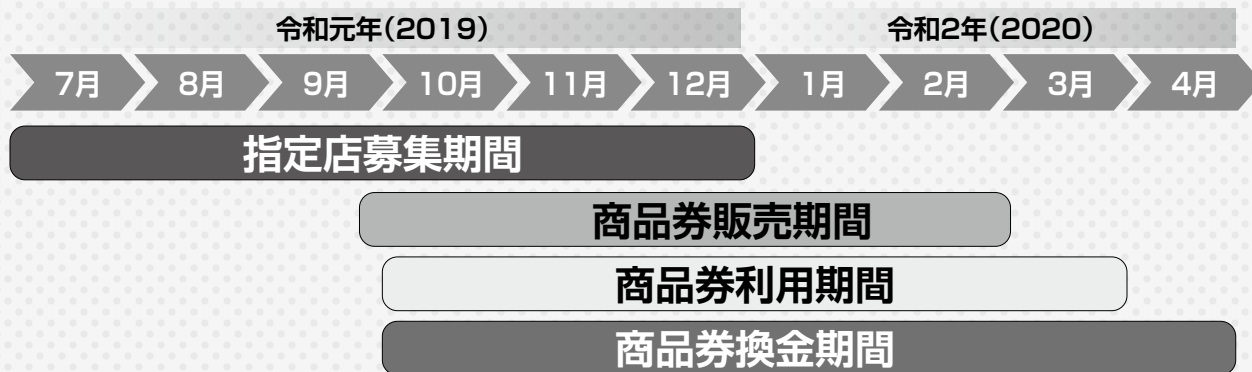 令和元年(2019) 令和2年(2020)
7月 8月 9月 10月 11月 12月 1月 2月 3月 4月
指定店募集期間
商品券販売期間
商品券利用期間
商品券換金期間